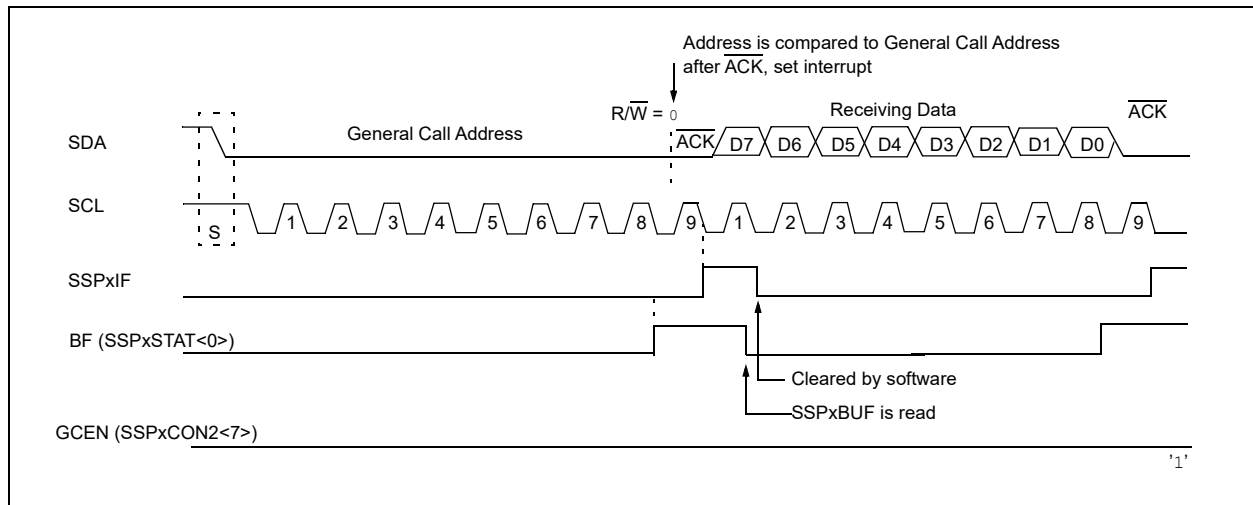 Address is compared to General Call Address
after ACK, set interrupt
R/W = 0
Receiving Data
ACK
SDA
General Call Address
ACK
D7 D6 D5 D4 D3 D2 D1 D0
SCL
S
1 2 3 4 5 6 7 8 9 1 2 3 4 5 6 7 8 9
SSPxIF
BF (SSPxSTAT<0>)
Cleared by software
SSPxBUF is read
GCEN (SSPxCON2<7>)
'1'